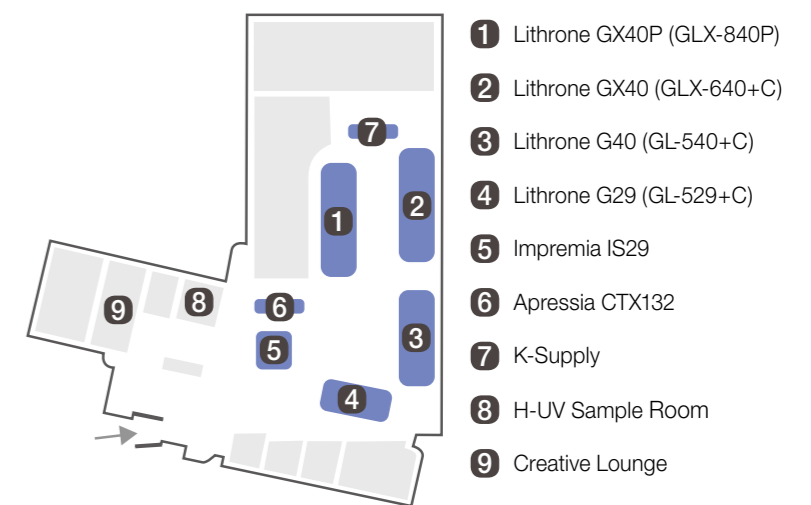 1 Lithrone GX40P (GLX-840P)
2 Lithrone GX40 (GLX-640+C)
3 Lithrone G40 (GL-540+C)
4 Lithrone G29 (GL-529+C)
5 Impremia IS29
6 Apressia CTX132
7 K-Supply
8 H-UV Sample Room
9 Creative Lounge
7
2
1
8
6
9
3
5
4